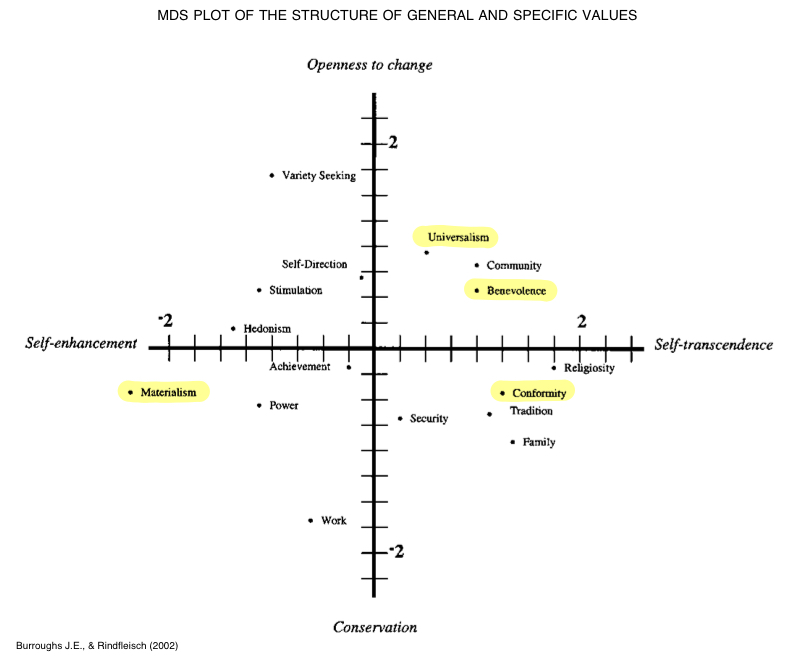 MDS PLOT OF THE STRUCTURE OF GENERAL AND SPECIFIC VALUES
Openness to change
2
Variety Seeking
Universalism
Self-Direction
Community
Stimulation
Benevolence
-2
2
Hedonism
Self-enhancement
Self-transcendence
Achievement
Religiosity
Materialism
Conformity
Power
Tradition
Security
Family
Work
-2
Conservation
Burroughs J.E., & Rindfleisch (2002)